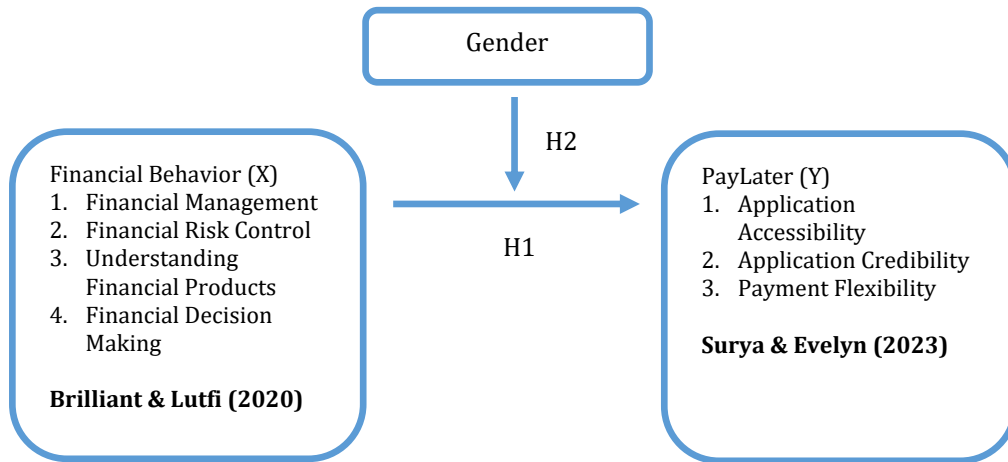 Gender
H2
Financial Behavior (X)
1. Financial Management
2. Financial Risk Control
3. Understanding
Financial Products
4. Financial Decision
Making
Brilliant & Lutfi (2020)
H1
PayLater (Y)
1. Application
Accessibility
2. Application Credibility
3. Payment Flexibility
Surya & Evelyn (2023)